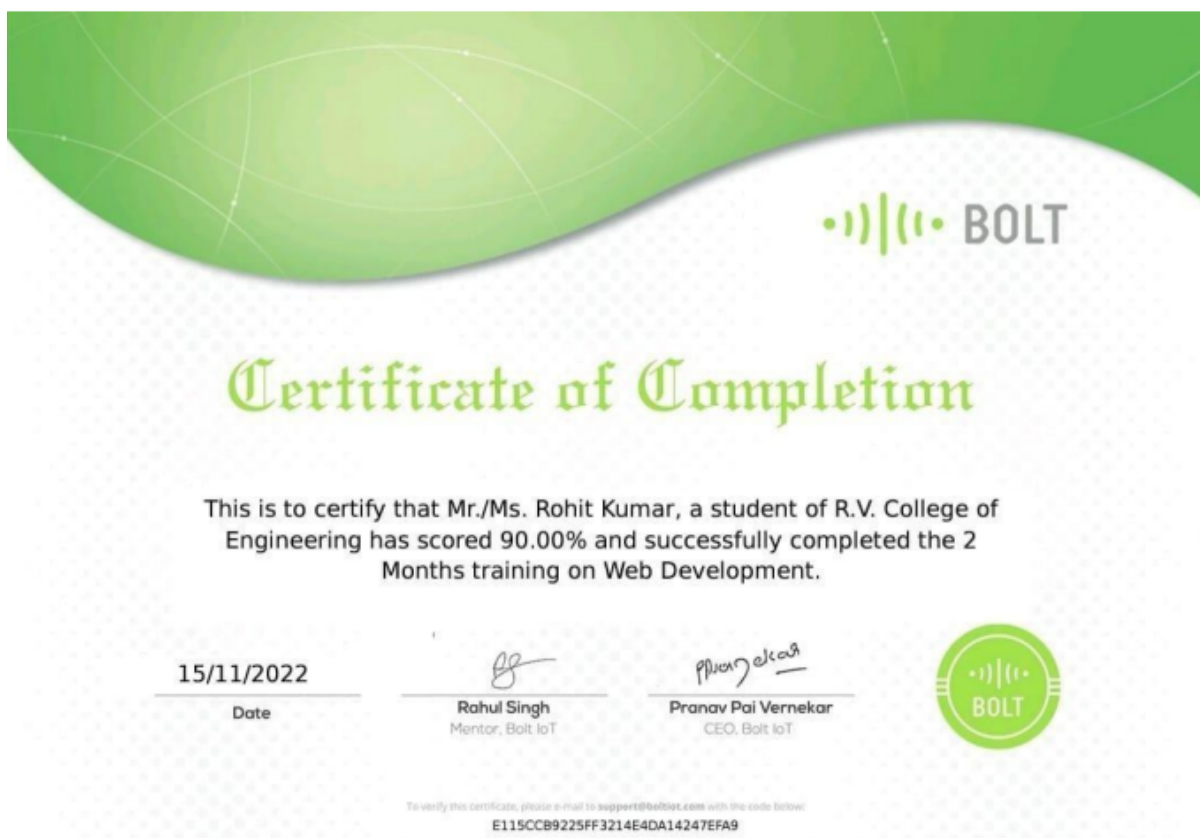 BOLT
Certificate of Completion
This is to certify that Mr./Ms. Rohit Kumar, a student of R.V. College of
Engineering has scored 90.00% and successfully completed the 2
Months training on Web Development.
15/11/2022
Date
Rahul Singh
Mentor, Bolt IoT
Pranav Pai Vernekar
CEO, Bolt IoT
BOLT
To verify this certificate, please e-mail to support@boltiot.com with the code below:
E115CCB9225FF3214E4DA14247EFA9